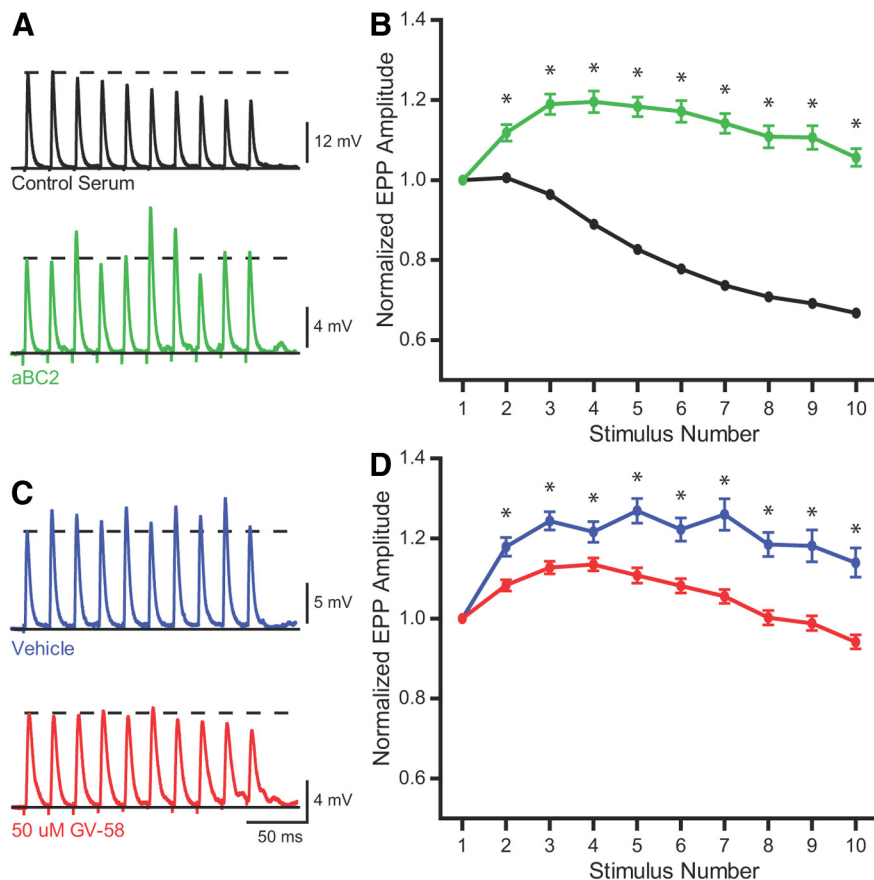 A
12 mV
Control Serum
4 mV
aBC2
B
Normalized EPP Amplitude
1.4
1.2
1.0
0.8
0.6
* * * * * * * * *
1 2 3 4 5 6 7 8 9 10
Stimulus Number
C
5 mV
Vehicle
4 mV
50 uM GV-58
50 ms
D
Normalized EPP Amplitude
1.4
1.2
1.0
0.8
0.6
* * * * * * * * *
1 2 3 4 5 6 7 8 9 10
Stimulus Number